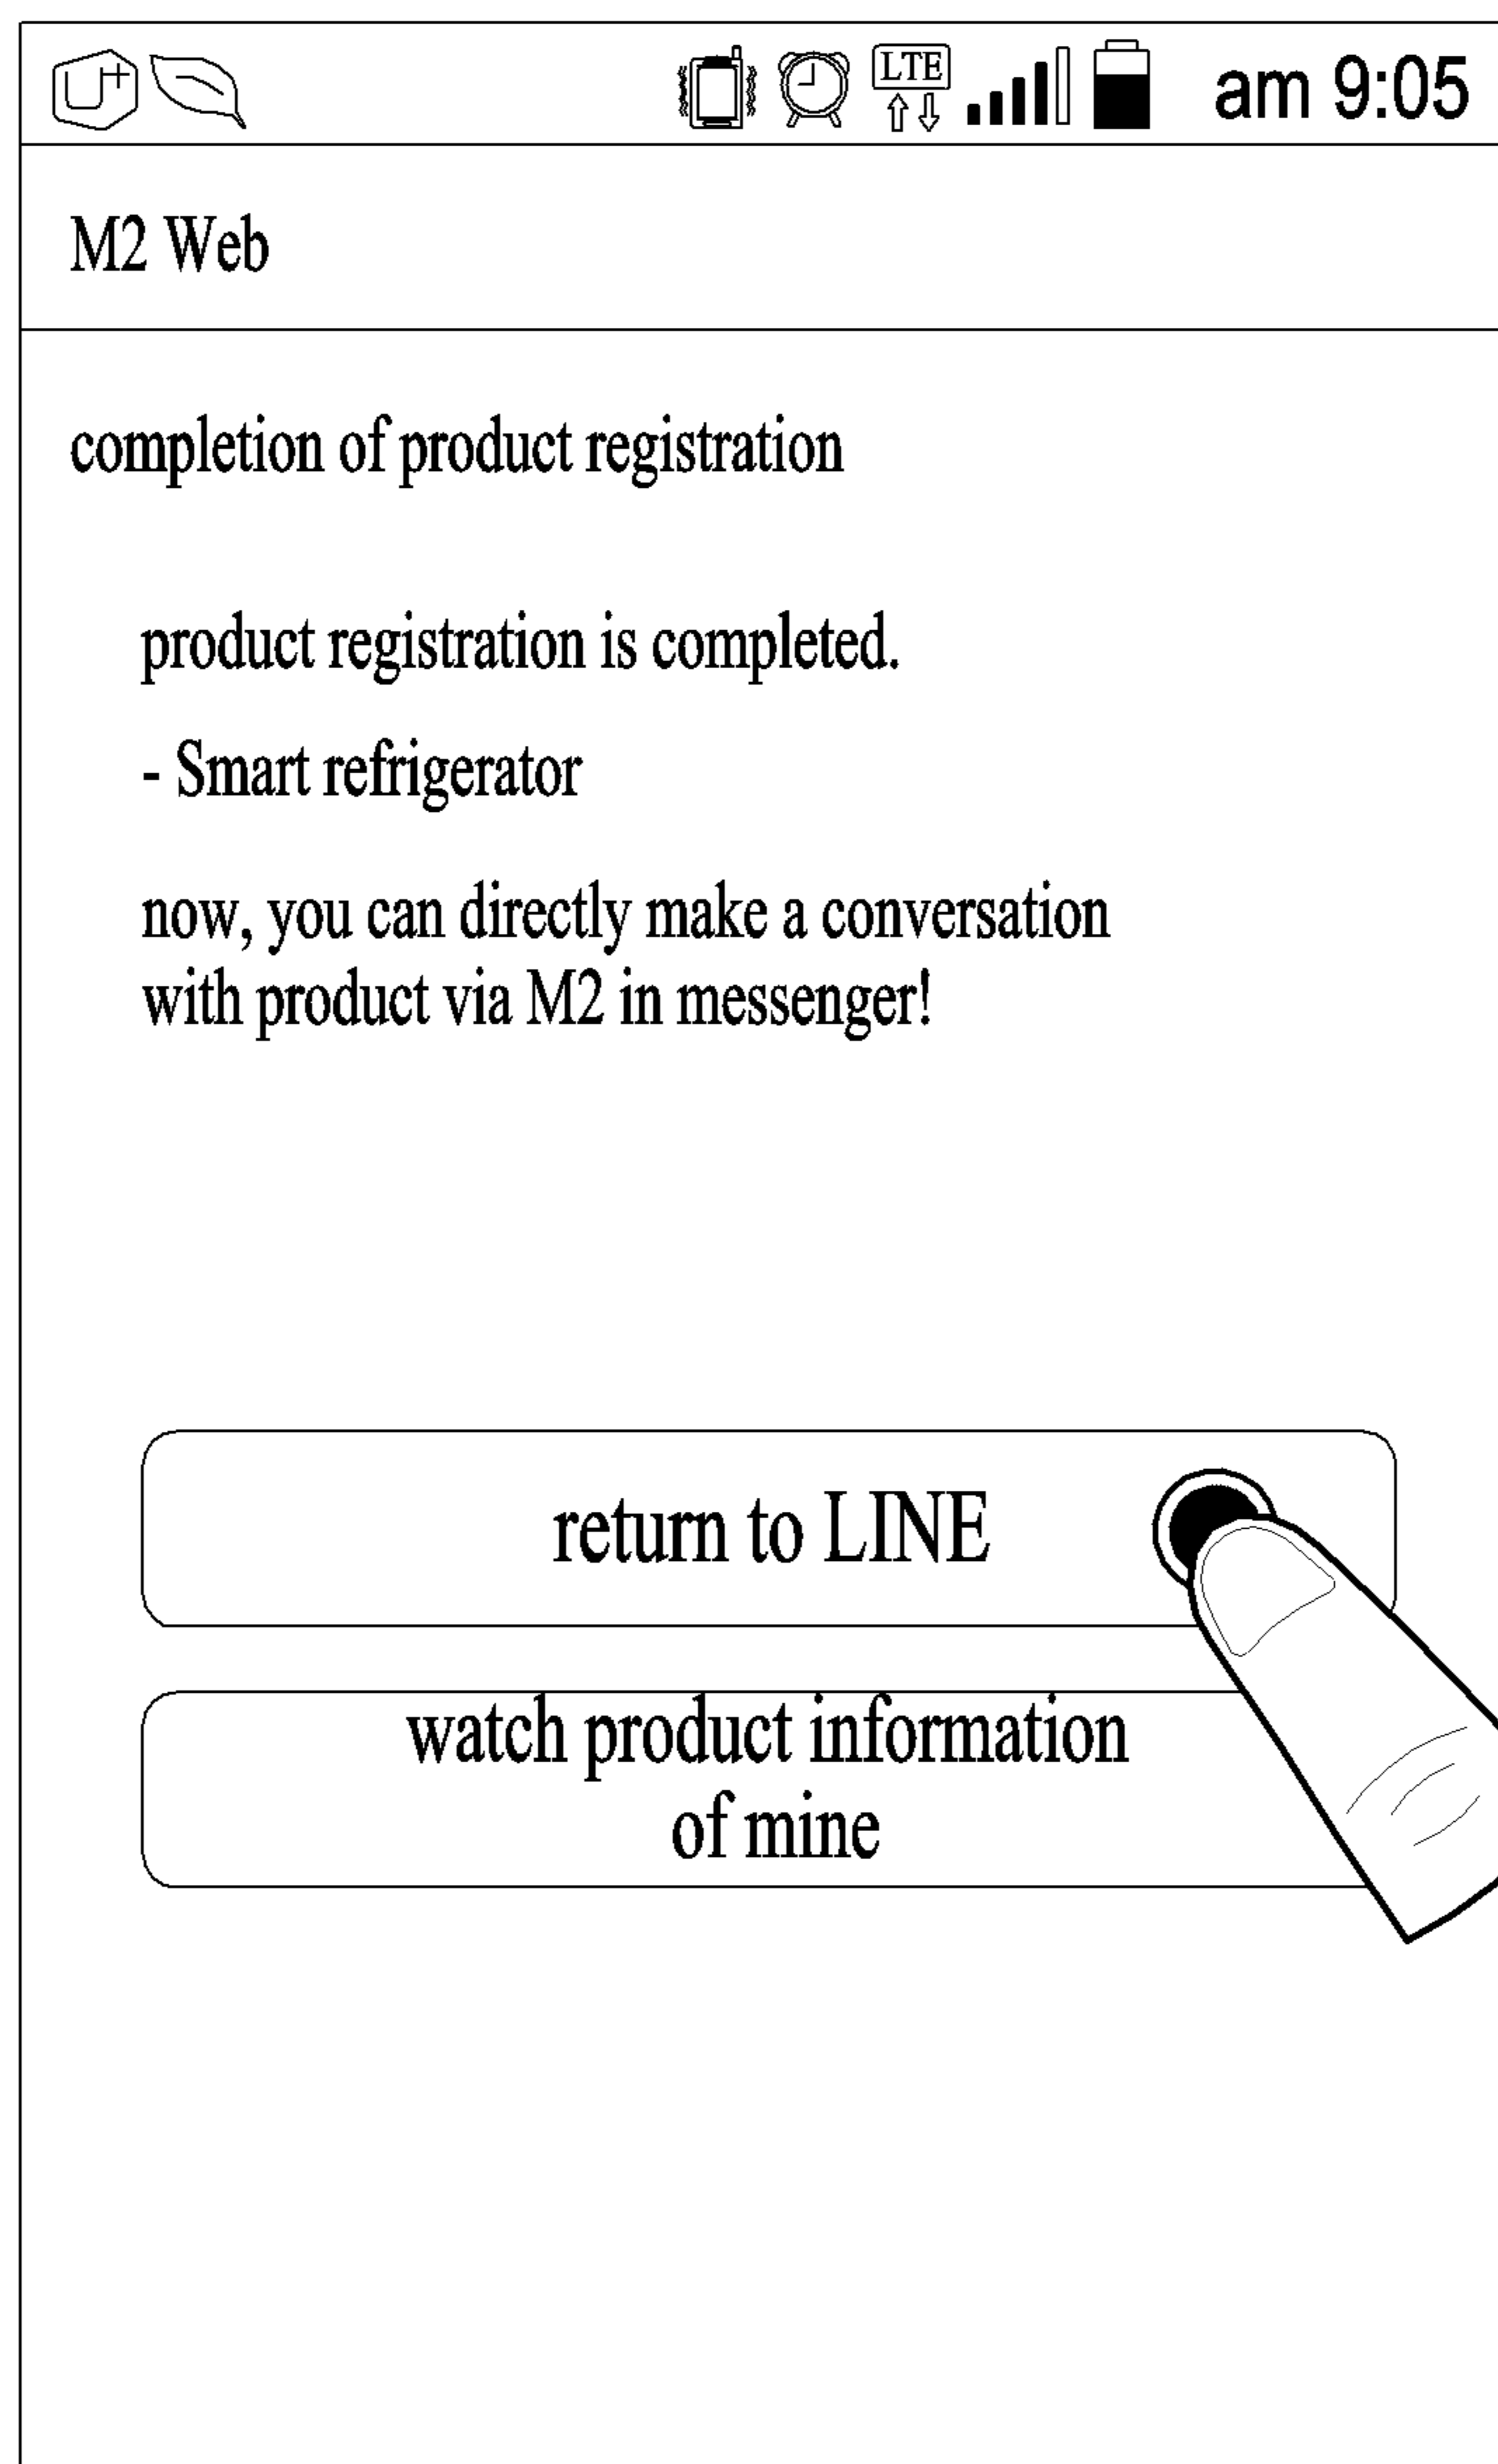 U+ LTE am 9:05
M2 Web
completion of product registration
product registration is completed.
- Smart refrigerator
now, you can directly make a conversation
with product via M2 in messenger!
return to LINE
watch product information
of mine